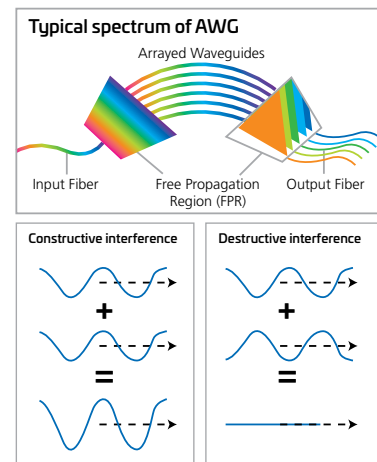 Typical spectrum of AWG
Arrayed Waveguides
Input Fiber
Free Propagation
Region (FPR)
Output Fiber
Constructive interference
+
=
Destructive interference
+
=